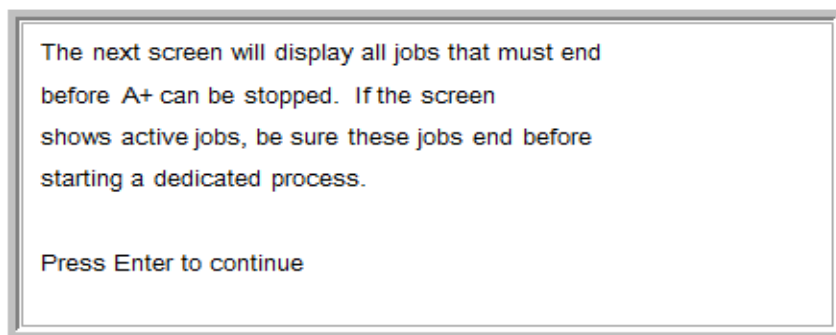 The next screen will display all jobs that must end
before A+ can be stopped. If the screen
shows active jobs, be sure these jobs end before
starting a dedicated process.
Press Enter to continue